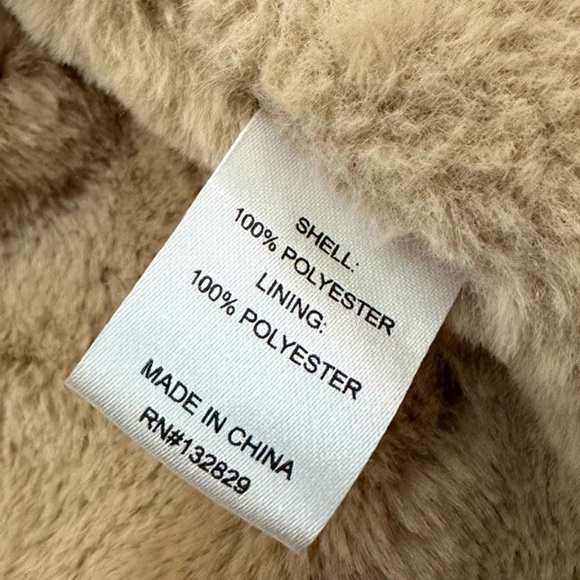 SHELL:
100% POLYESTER
LINING:
100% POLYESTER
MADE IN CHINA
RN#132829